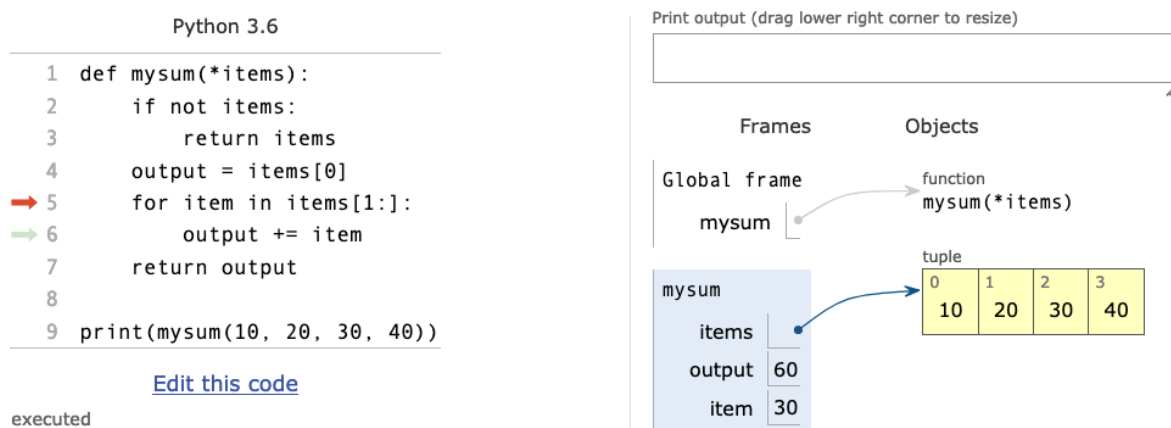 Python 3.6
1 def mysum(*items):
2     if not items:
3         return items
4     output = items[0]
5     for item in items[1:]:
6         output += item
7     return output
8
9 print(mysum(10, 20, 30, 40))
Edit this code
executed
Print output (drag lower right corner to resize)
Frames
Objects
Global frame
mysum
function
mysum(*items)
mysum
items
output 60
item 30
tuple
0 1 2 3
10 20 30 40